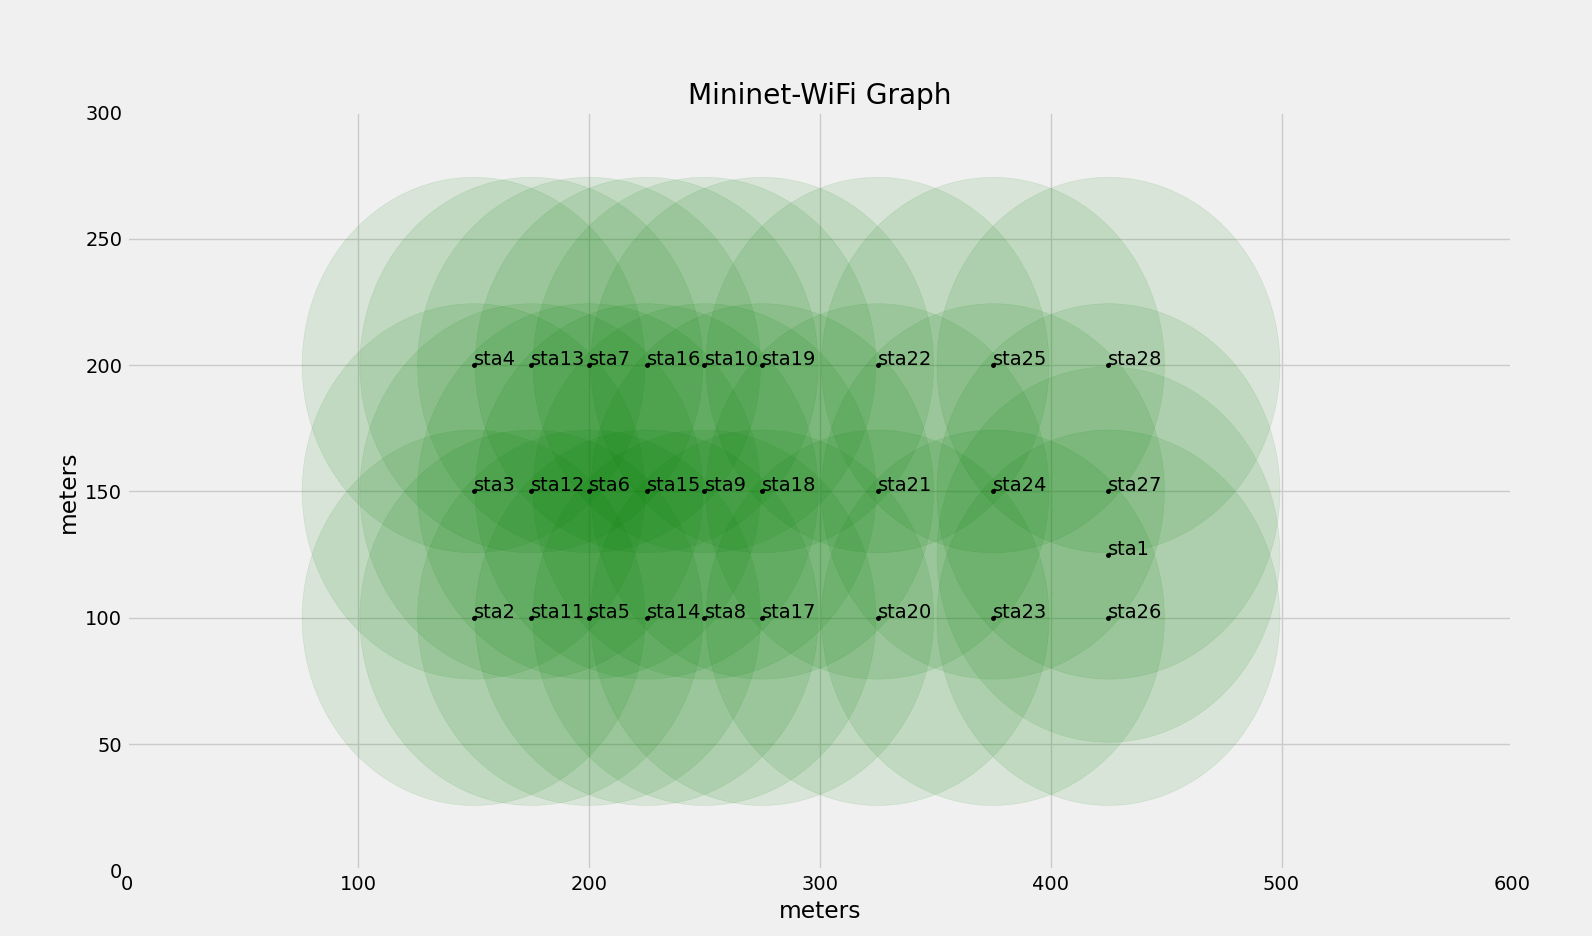 Mininet-WiFi Graph
300
250
200
150
100
50
0
meters
sta4 sta13 sta7 sta16 sta10 sta19 sta22 sta25 sta28
sta3 sta12 sta6 sta15 sta9 sta18 sta21 sta24 sta27
sta1
sta2 sta11 sta5 sta14 sta8 sta17 sta20 sta23 sta26
0 100 200 300 400 500 600
meters